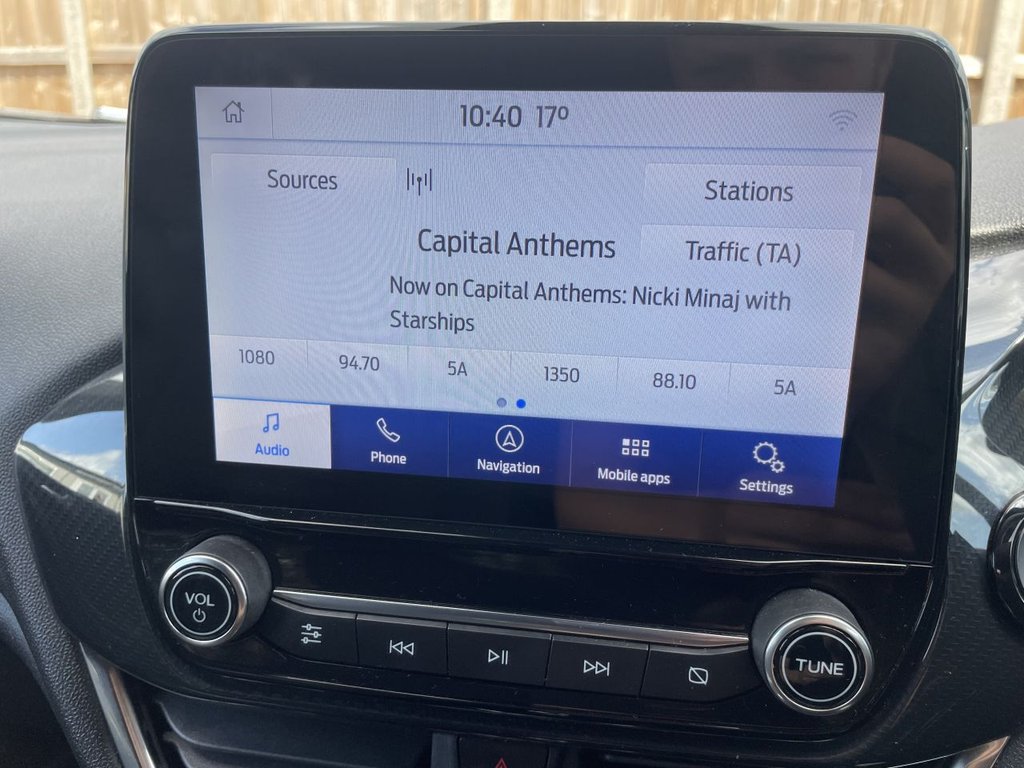 10:40 17º
Sources
Stations
Capital Anthems
Traffic (TA)
Now on Capital Anthems: Nicki Minaj with
Starships
1080 94.70 5A 1350 88.10 5A
Audio Phone Navigation Mobile apps Settings
VOL
TUNE